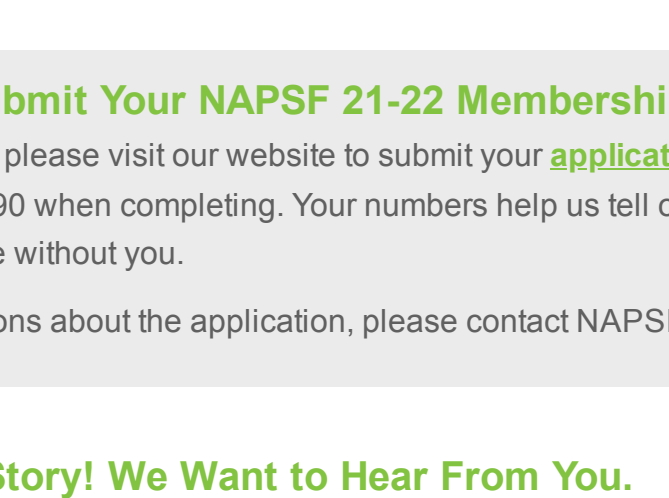 bmit Your NAPSF 21-22 Membershi
please visit our website to submit your applicat
90 when completing. Your numbers help us tell
without you.
ons about the application, please contact NAPS
Story! We Want to Hear From You.